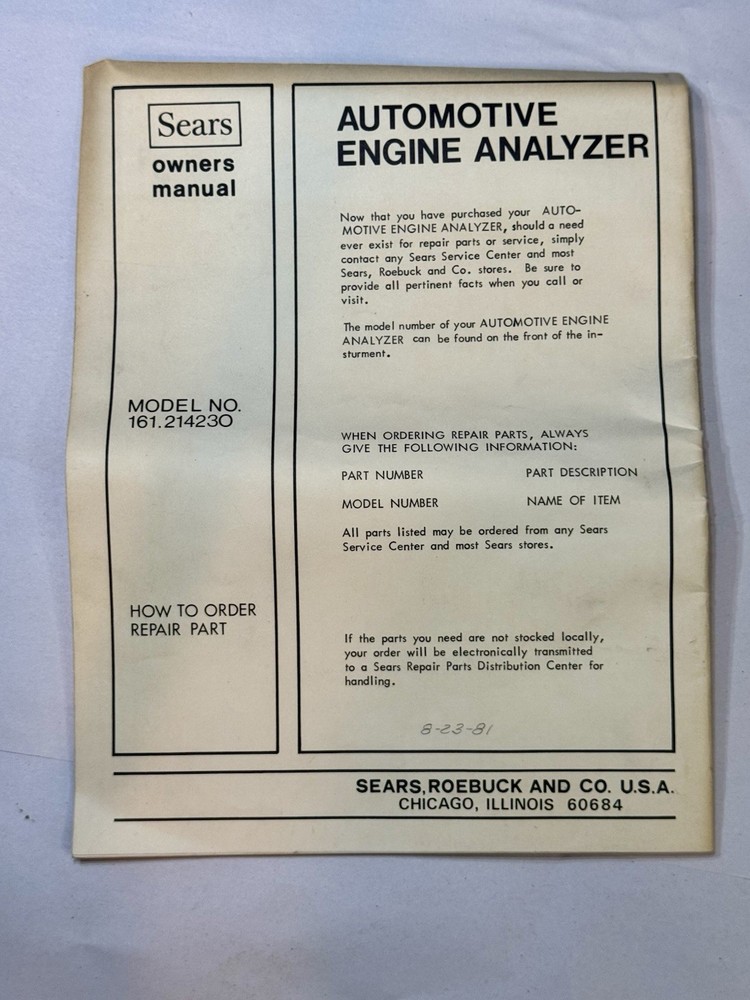 Sears
owners
manual
MODEL NO.
161.214230
HOW TO ORDER
REPAIR PART
AUTOMOTIVE
ENGINE ANALYZER
Now that you have purchased your AUTO-
MOTIVE ENGINE ANALYZER, should a need
ever exist for repair parts or service, simply
contact any Sears Service Center and most
Sears, Roebuck and Co. stores. Be sure to
provide all pertinent facts when you call or
visit.
The model number of your AUTOMOTIVE ENGINE
ANALYZER can be found on the front of the in-
sturment.
WHEN ORDERING REPAIR PARTS, ALWAYS
GIVE THE FOLLOWING INFORMATION:
PART NUMBER PART DESCRIPTION
MODEL NUMBER NAME OF ITEM
All parts listed may be ordered from any Sears
Service Center and most Sears stores.
If the parts you need are not stocked locally,
your order will be electronically transmitted
to a Sears Repair Parts Distribution Center for
handling.
8-23-81
SEARS, ROEBUCK AND CO. U.S.A.
CHICAGO, ILLINOIS 60684